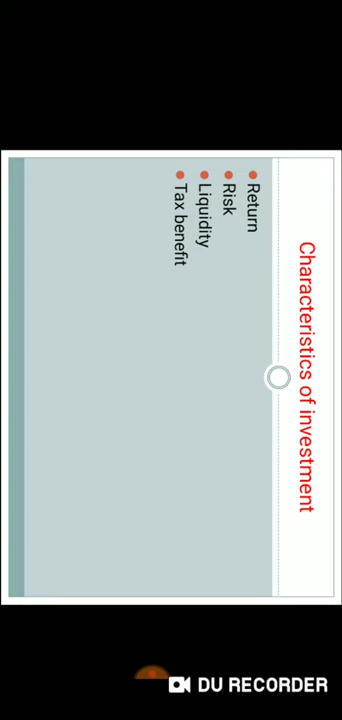 Characteristics of investment
Return
Risk
Liquidity
Tax benefit
DU RECORDER